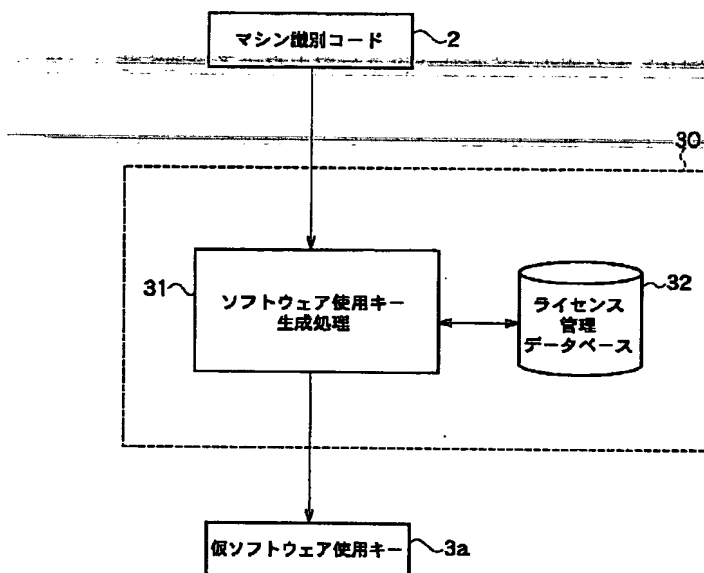 マシン識別コード
2
30
31
ソフトウェア使用キー
生成処理
32
ライセンス
管理
データベース
仮ソフトウェア使用キー
3a